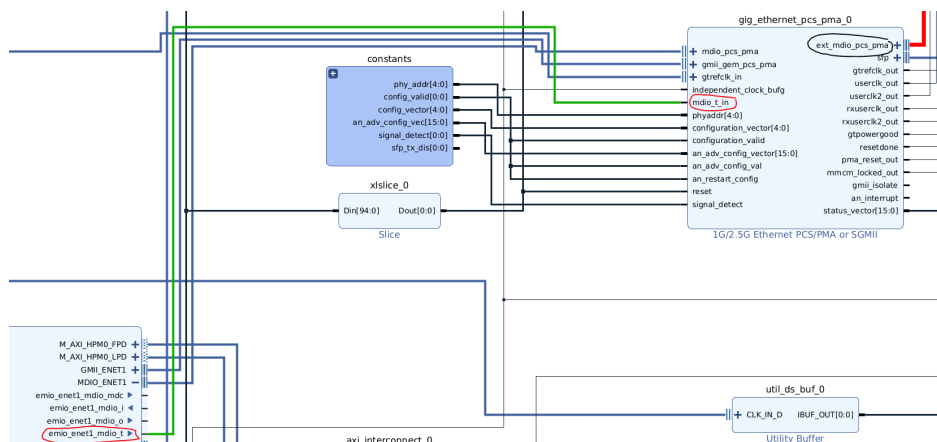 gig_ethernet_pcs_pma_0
mdio_pcs_pma
gmii_gem_pcs_pma
gtrefclk_in
independent_clock_bufg
mdio_t_in
phyaddr[4:0]
configuration_vector[4:0]
configuration_valid
an_adv_config_vector[15:0]
an_adv_config_val
an_restart_config
reset
signal_detect
ext_mdio_pcs_pma
sfp
gtrefclk_out
userclk_out
userclk2_out
rxuserclk_out
rxuserclk2_out
gtpowergood
resetdone
pma_reset_out
mmcm_locked_out
gmii_isolate
an_interrupt
status_vector[15:0]
1G/2.5G Ethernet PCS/PMA or SGMII
constants
phy_addr[4:0]
config_valid[0:0]
config_vector[4:0]
an_adv_config_vec[15:0]
signal_detect[0:0]
sfp_tx_dis[0:0]
xlslice_0
Din[94:0] Dout[0:0]
Slice
M_AXI_HPM0_FPD
M_AXI_HPM0_LPD
GMII_ENET1
MDIO_ENET1
emio_enet1_mdio_mdc
emio_enet1_mdio_i
emio_enet1_mdio_o
emio_enet1_mdio_t
axi_interconnect_0
util_ds_buf_0
CLK_IN_D IBUF_OUT[0:0]
Utility Buffer